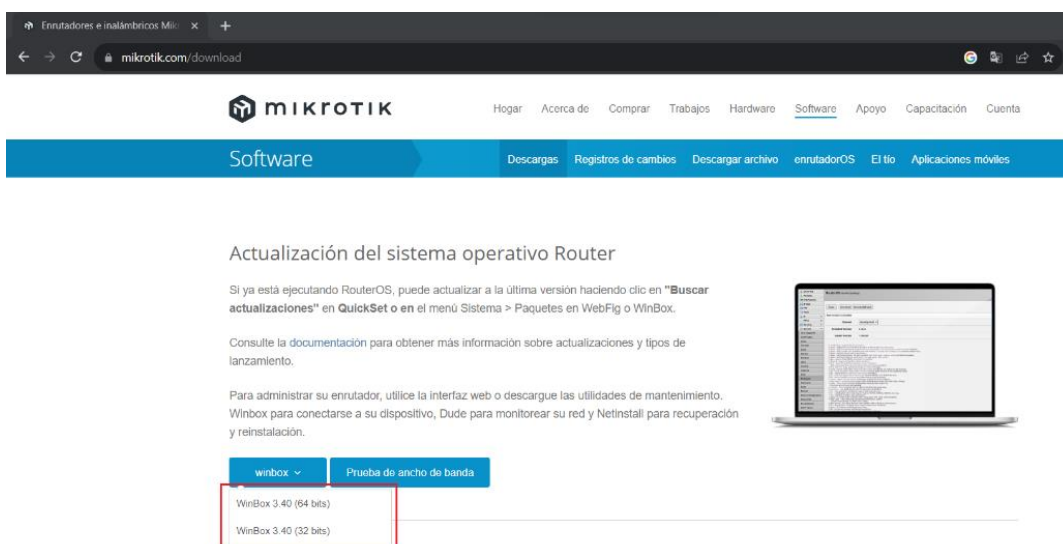 Enrutadores e inalámbricos Mik
mikrotik.com/download
MIKROTIK
Hogar Acerca de Comprar Trabajos Hardware Software Apoyo Capacitación Cuenta
Software
Descargas Registros de cambios Descargar archivo enrutadorOS El tío Aplicaciones móviles
Actualización del sistema operativo Router
Si ya está ejecutando RouterOS, puede actualizar a la última versión haciendo clic en "Buscar
actualizaciones" en QuickSet o en el menú Sistema > Paquetes en WebFig o WinBox.
Consulte la documentación para obtener más información sobre actualizaciones y tipos de
lanzamiento.
Para administrar su enrutador, utilice la interfaz web o descargue las utilidades de mantenimiento.
Winbox para conectarse a su dispositivo, Dude para monitorear su red y Netinstall para recuperación
y reinstalación.
winbox Prueba de ancho de banda
WinBox 3.40 (64 bits)
WinBox 3.40 (32 bits)